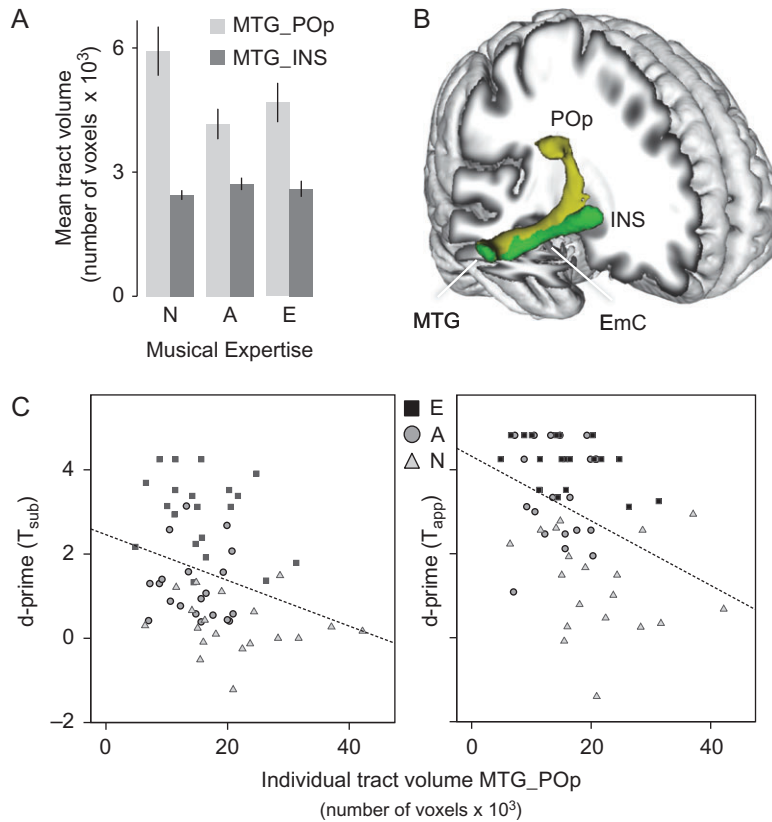 A
MTG_POp
MTG_INS
6
3
0
Mean tract volume
(number of voxels x 10³)
N A E
Musical Expertise
B
POp
INS
MTG
EmC
C
E
A
N
4
2
0
–2
d-prime (Tsub)
d-prime (Tapp)
0 20 40
0 20 40
Individual tract volume MTG_POp
(number of voxels x 10³)